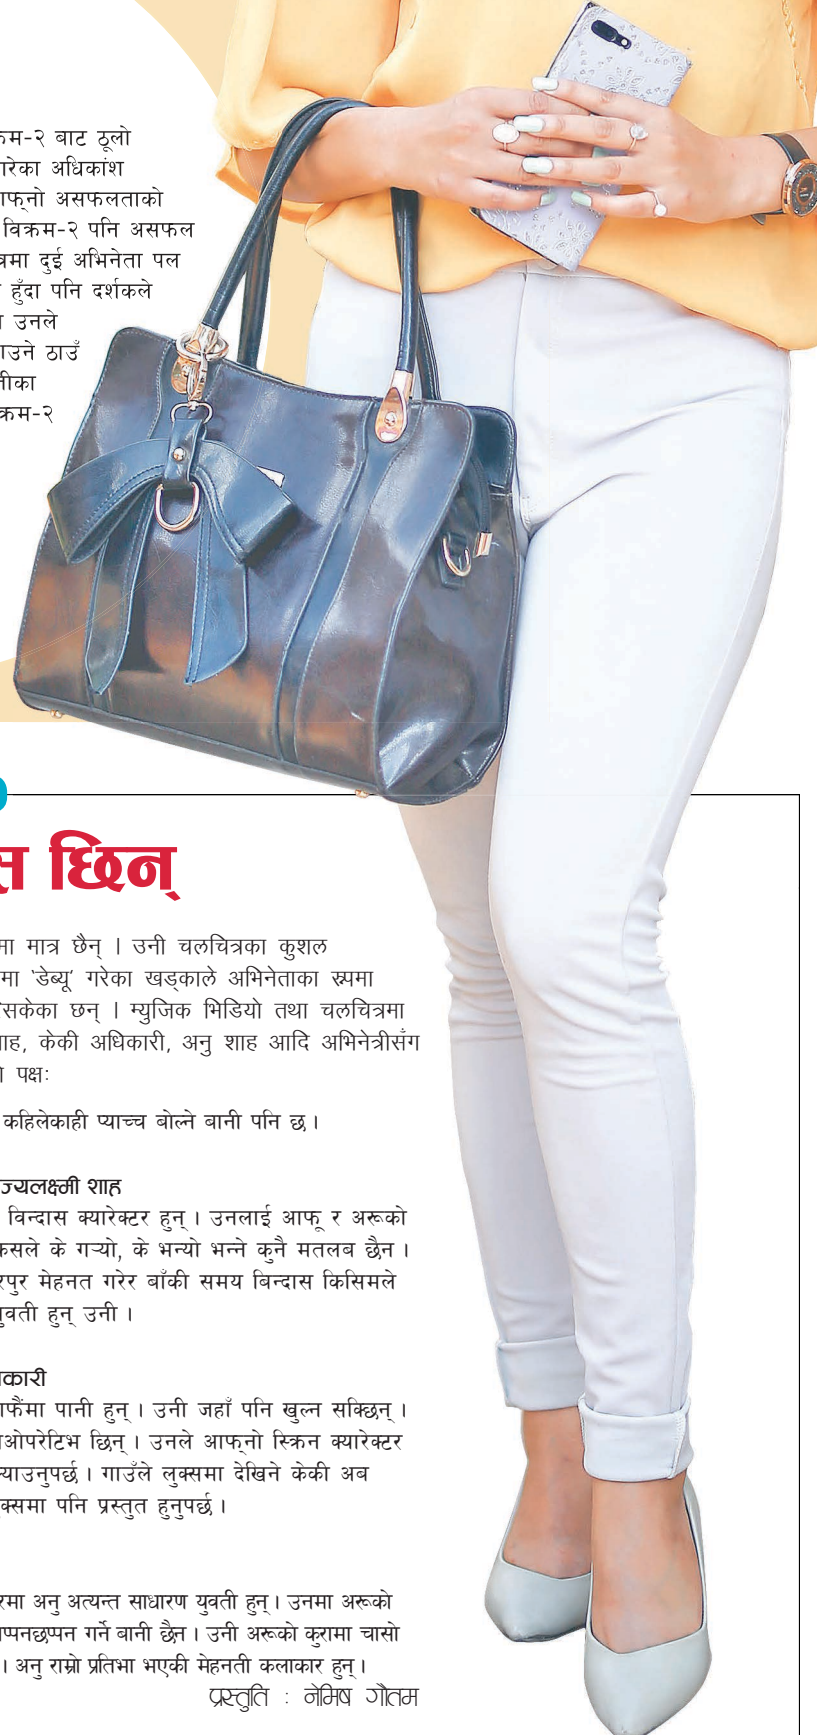 क्रम-२ बाट ठूलो
अधिकांश
आफ्नो असफलताको
विक्रम-२ पनि असफल
दुई अभिनेता पल
हुँदा पनि दर्शकले
उनले
ठाउँ
क्रम-२
छिन्
मा मात्र छैन् । उनी चलचित्रका कुशल
मा 'डेब्यू' गरेका खड्काले अभिनेताका रूपमा
छन् । म्युजिक भिडियो तथा चलचित्रमा
शाह, केकी अधिकारी, अनु शाह आदि अभिनेत्रीसँग
पक्ष:
कहिलेकाही प्याच्च बोल्ने बानी पनि छ ।
ज्यलक्ष्मी शाह
विन्दास क्यारेक्टर हुन् । उनलाई आफू र अरूको
कसले के गऱ्यो, के भन्यो भन्ने कुनै मतलब छैन ।
रपुर मेहनत गरेर बाँकी समय बिन्दास किसिमले
युवती हुन् उनी ।
कारी
आफैंमा पानी हुन् । उनी जहाँ पनि खुल्न सक्छिन् ।
ओपरेटिभ छिन् । उनले आफ्नो स्क्रिन क्यारेक्टर
ल्याउनुपर्छ । गाउँले लुक्समा देखिने केकी अब
लुक्समा पनि प्रस्तुत हुनुपर्छ ।
रमा अनु अत्यन्त साधारण युवती हुन् । उनमा अरूको
प्पनछप्पन गर्ने बानी छैन । उनी अरूको कुरामा चासो
। अनु राम्रो प्रतिभा भएकी मेहनती कलाकार हुन् ।
प्रस्तुति : नेमिष गौतम